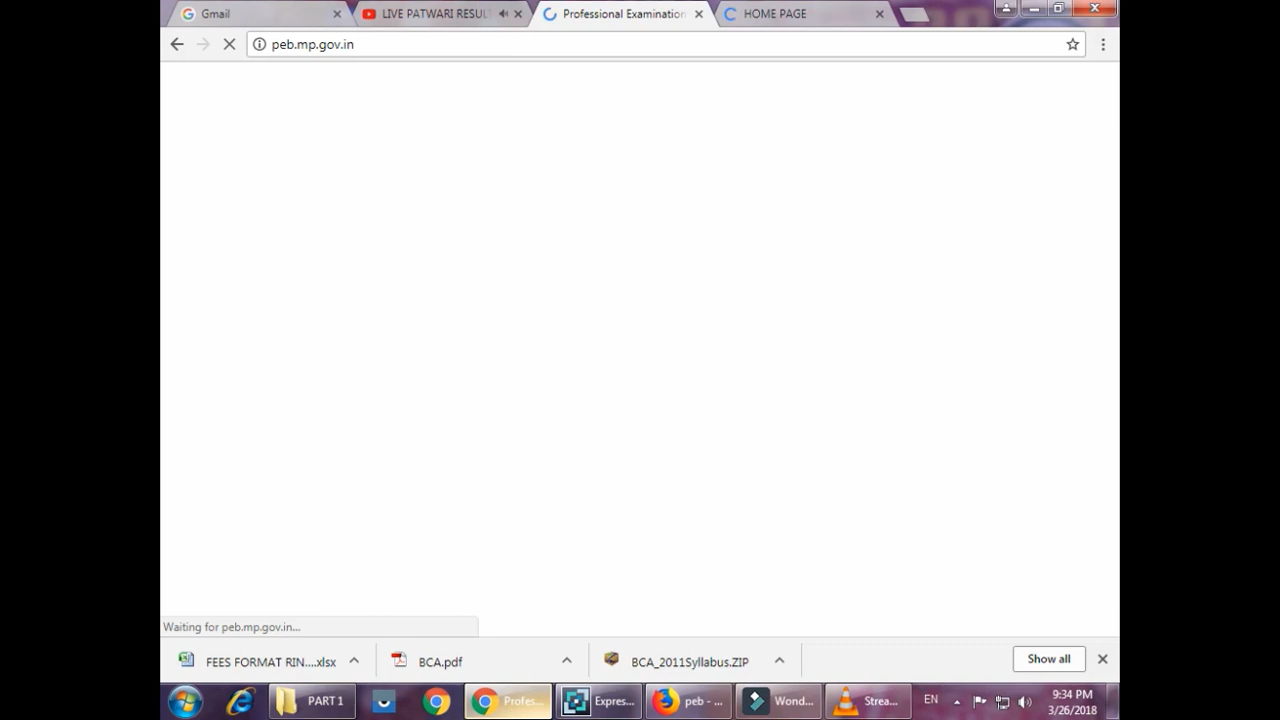 Gmail
LIVE PATWARI RESUL
Professional Examination
HOME PAGE
peb.mp.gov.in
Waiting for peb.mp.gov.in...
FEES FORMAT RIN....xlsx
BCA.pdf
BCA_2011Syllabus.ZIP
Show all
PART 1
Profes...
Expres...
peb - ...
Wond...
Strea...
EN
9:34 PM
3/26/2018